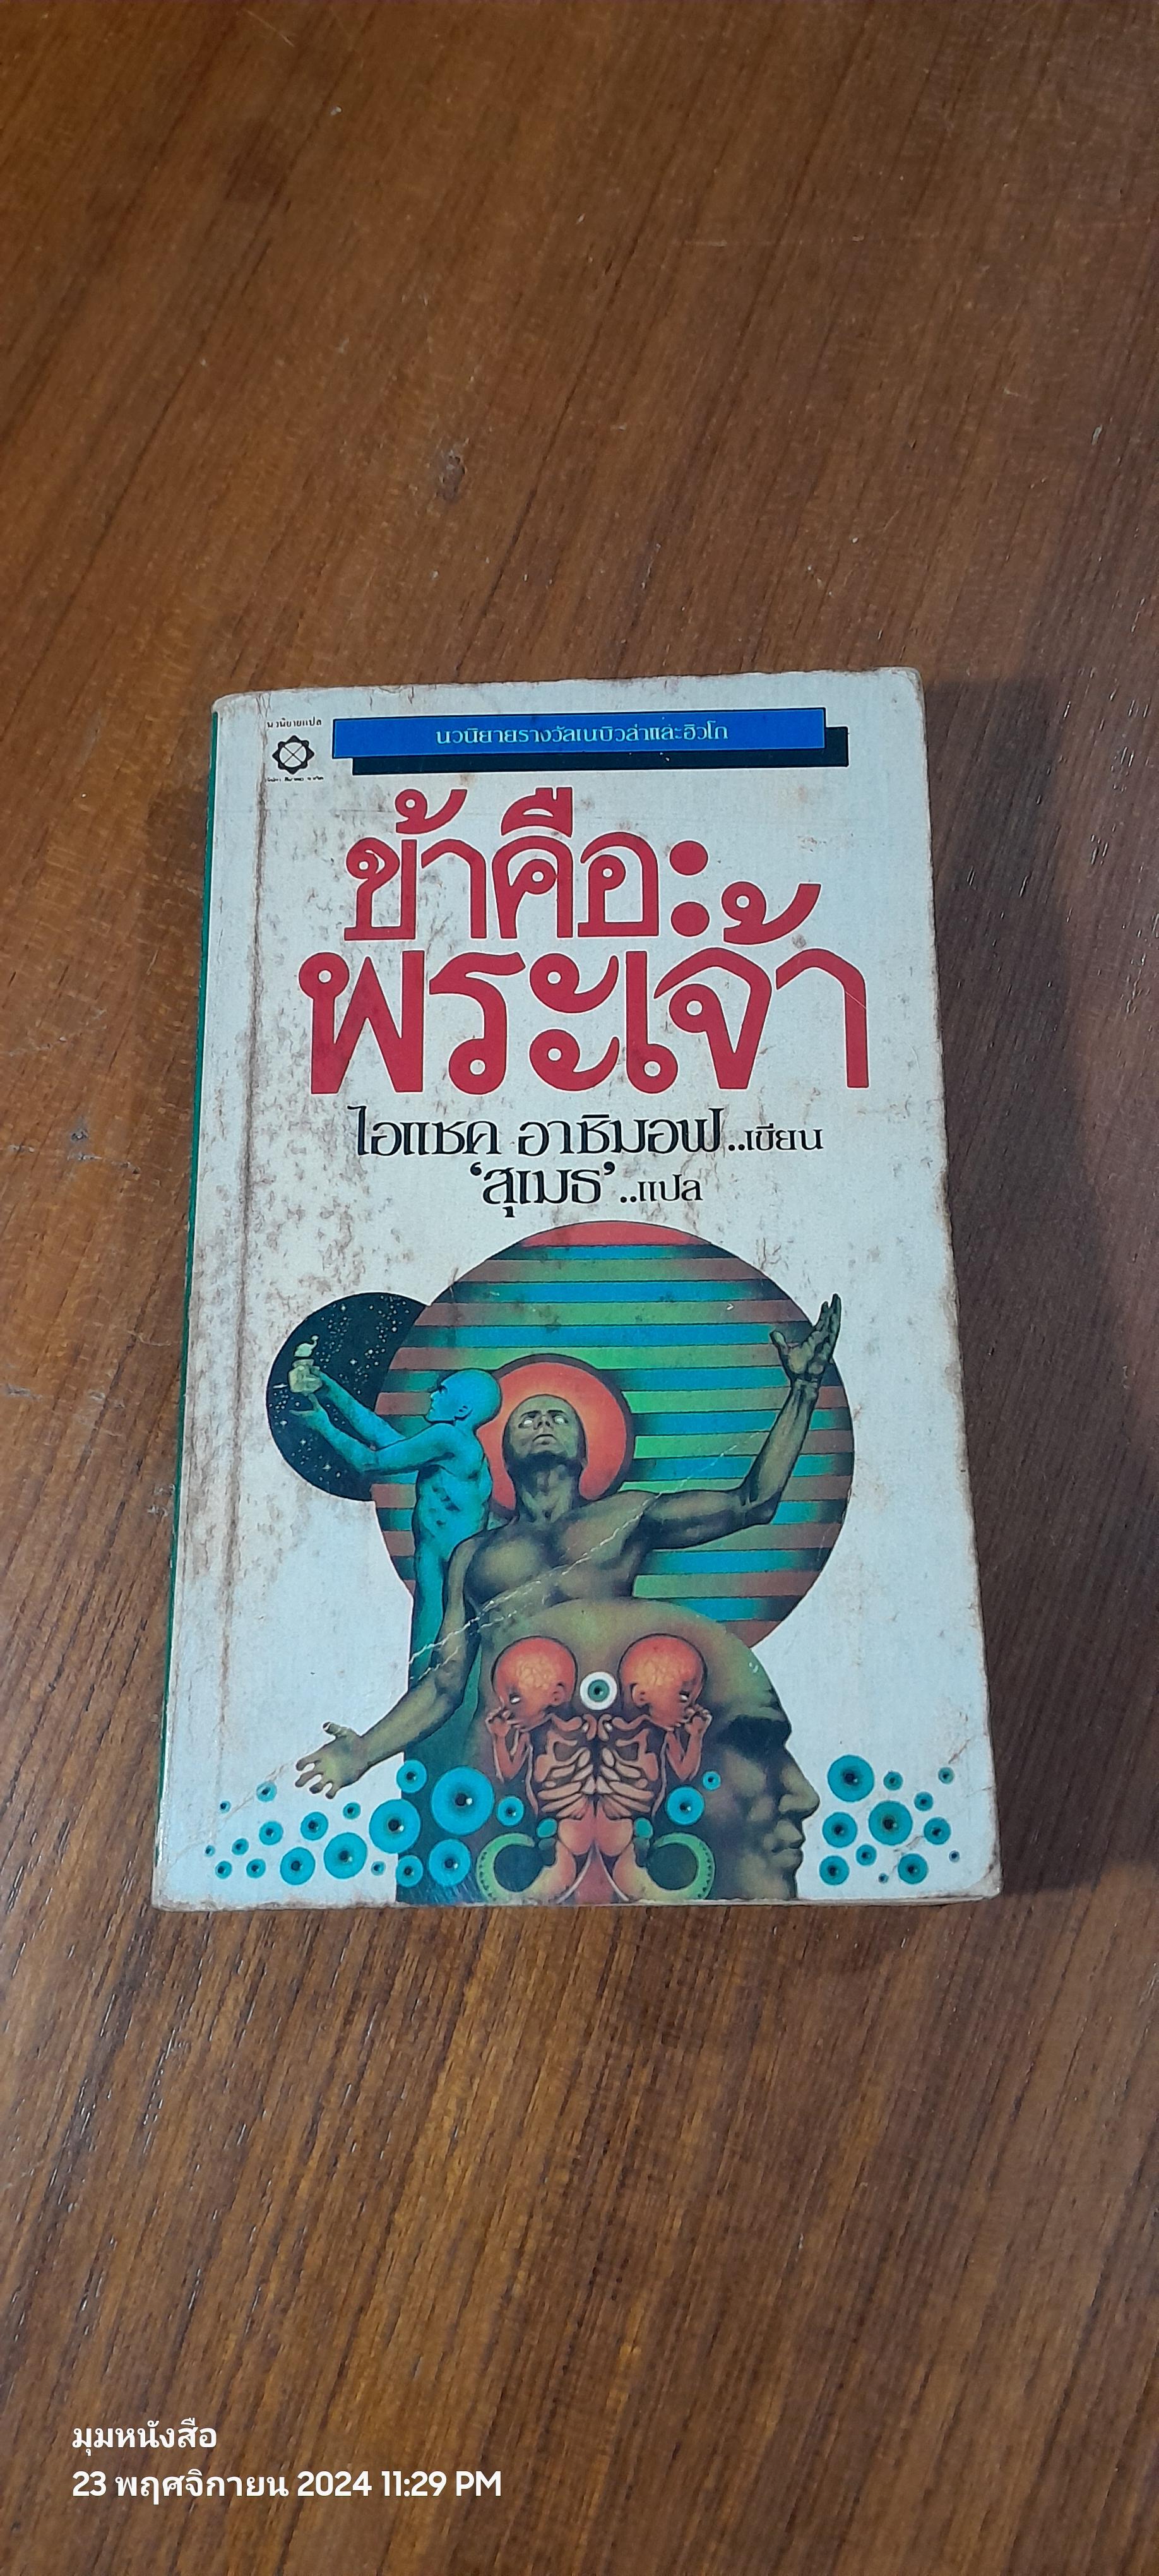 นวนิยายแปล
นวนิยายรางวัลเนบิวล่าและฮิวโก
ข้าคือ:
พระเจ้า
ไอแซค อาซิมอฟ..เขียน
‘สุเมธ’..แปล
มุมหนังสือ
23 พฤศจิกายน 2024 11:29 PM